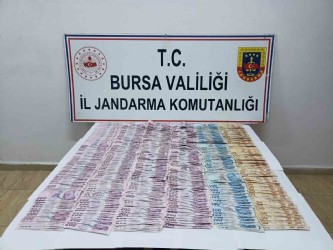 T.C.
BURSA VALİLİĞİ
İL JANDARMA KOMUTANLIĞI